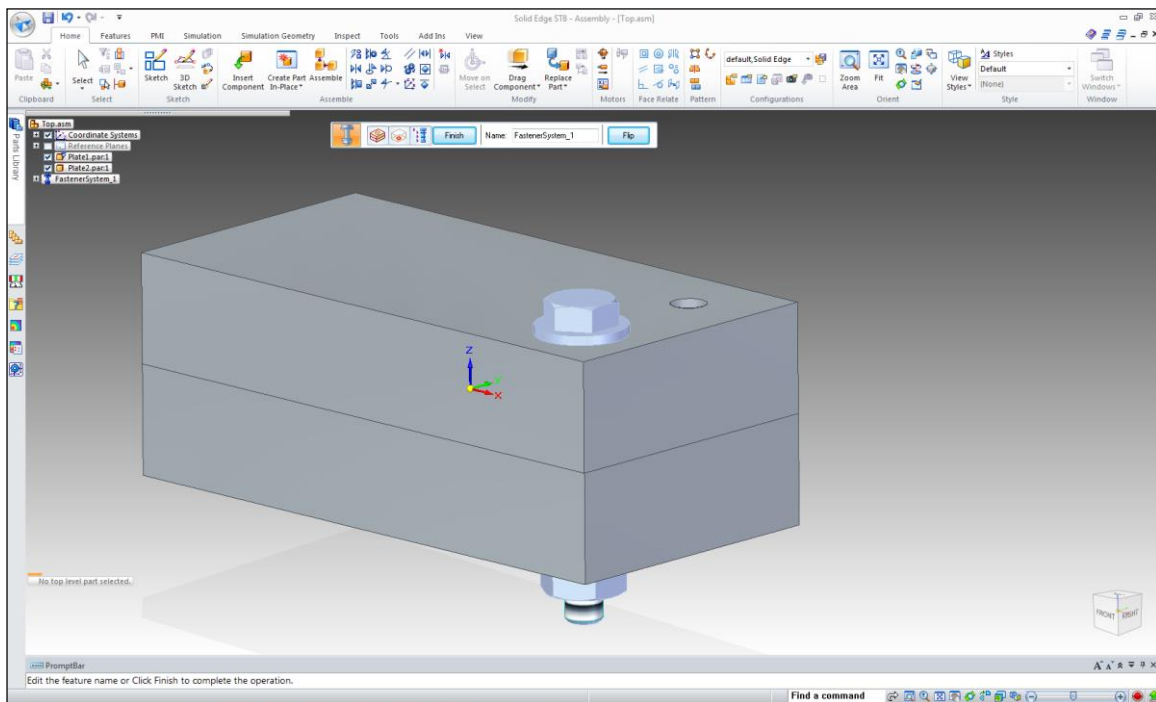 Solid Edge ST8 - Assembly - [Top.asm]
Home Features PMI Simulation Simulation Geometry Inspect Tools Add Ins View
Paste
Select
Sketch
3D Sketch
Insert Component
Create Part In-Place
Assemble
Move on Select
Drag Component
Replace Part
default,Solid Edge
Zoom Area
Fit
View Styles
Styles
Default
(None)
Switch Windows
Clipboard Select Sketch Assemble Modify Motors Face Relate Pattern Configurations Orient Style Window
Parts Library
Top.asm
Coordinate Systems
Reference Planes
Plate1.par:1
Plate2.par:1
FastenerSystem_1
Finish Name: FastenerSystem_1 Flip
Z
Y
X
No top level part selected.
FRONT RIGHT
PromptBar
Edit the feature name or Click Finish to complete the operation.
Find a command